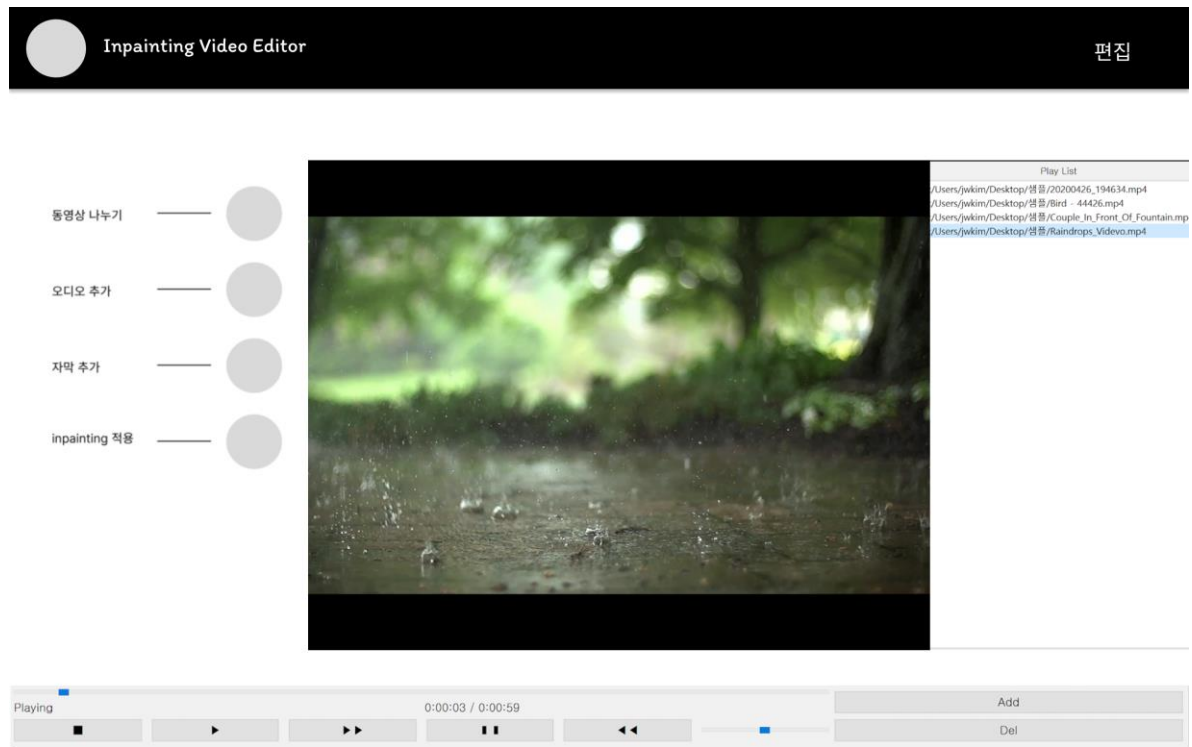 Inpainting Video Editor
편집
동영상 나누기
오디오 추가
자막 추가
inpainting 적용
Play List
:/Users/jwkim/Desktop/샘플/20200426_194634.mp4
:/Users/jwkim/Desktop/샘플/Bird - 44426.mp4
:/Users/jwkim/Desktop/샘플/Couple_In_Front_Of_Fountain.mp
:/Users/jwkim/Desktop/샘플/Raindrops_Videvo.mp4
Playing
0:00:03 / 0:00:59
Add
Del